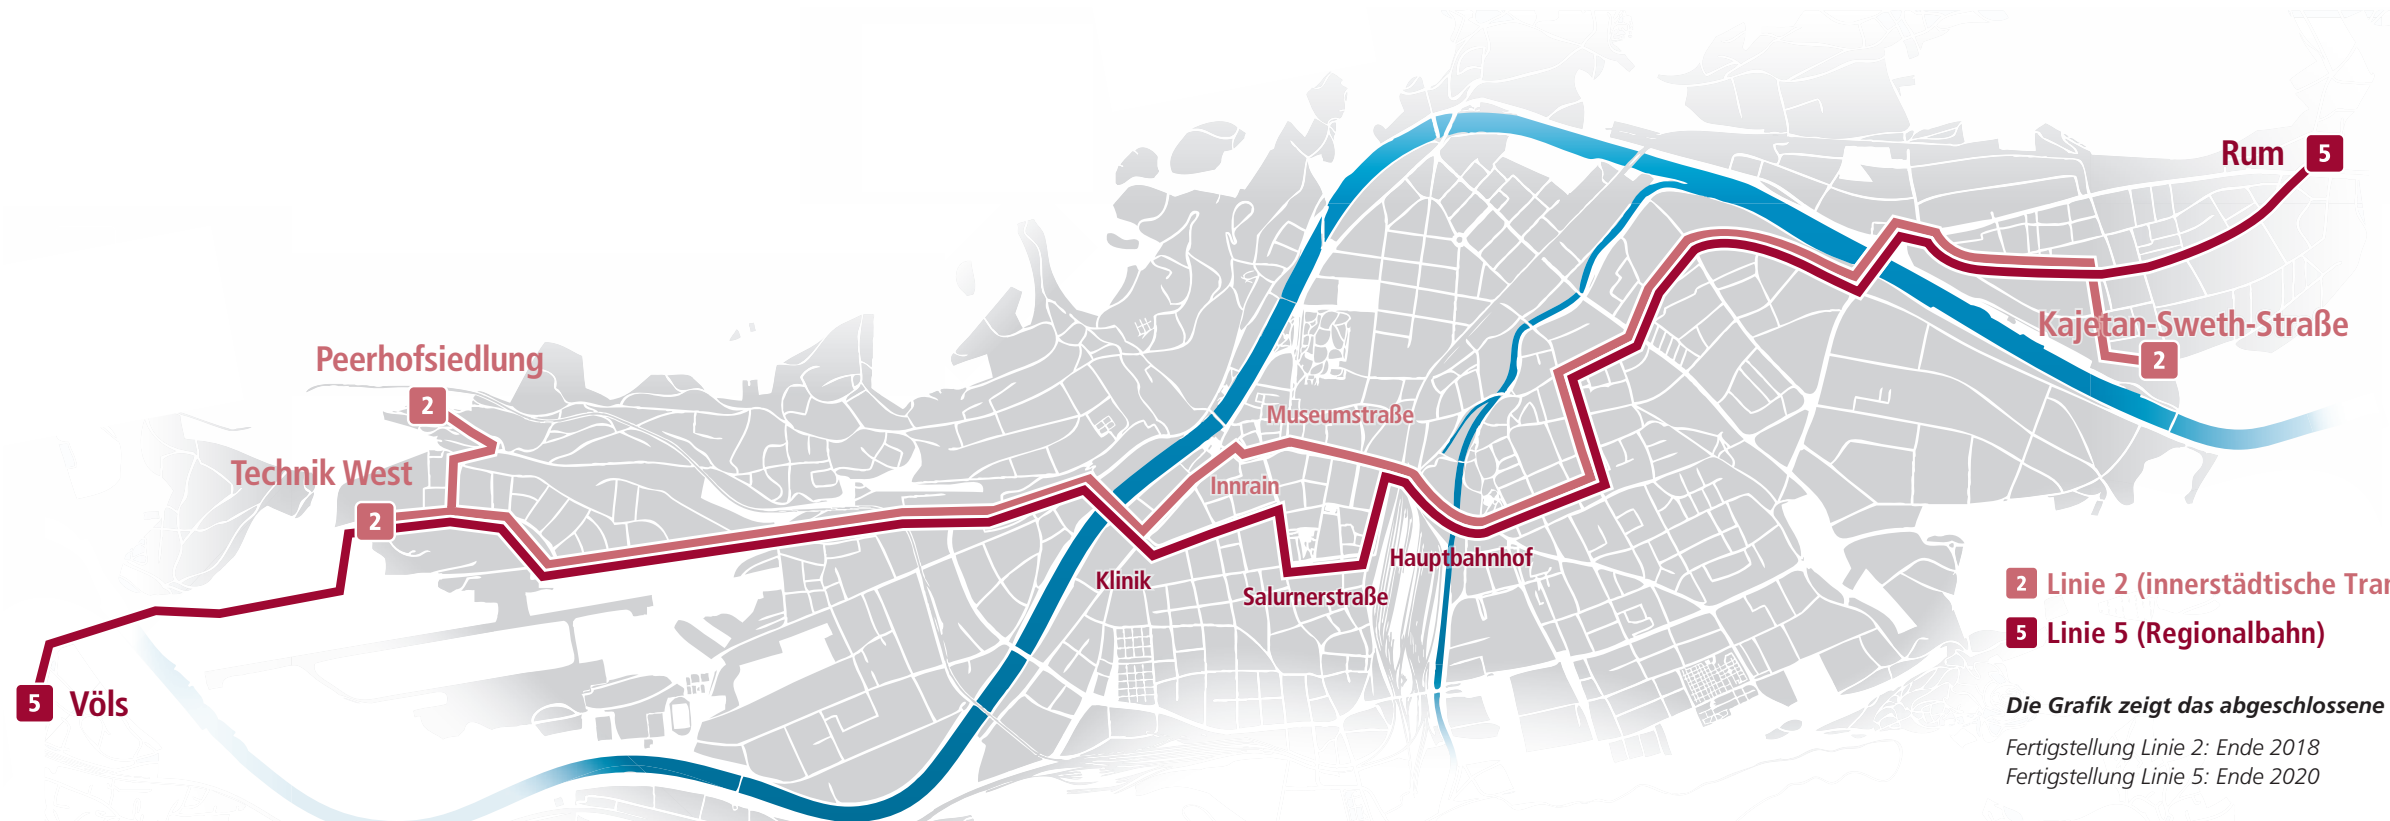 Rum 5
Kajetan-Sweth-Straße
2
Peerhofsiedlung
2
Technik West
2
Museumstraße
Innrain
Klinik
Salurnerstraße
Hauptbahnhof
5 Völs
2 Linie 2 (innerstädtische Tra
5 Linie 5 (Regionalbahn)
Die Grafik zeigt das abgeschlossene
Fertigstellung Linie 2: Ende 2018
Fertigstellung Linie 5: Ende 2020